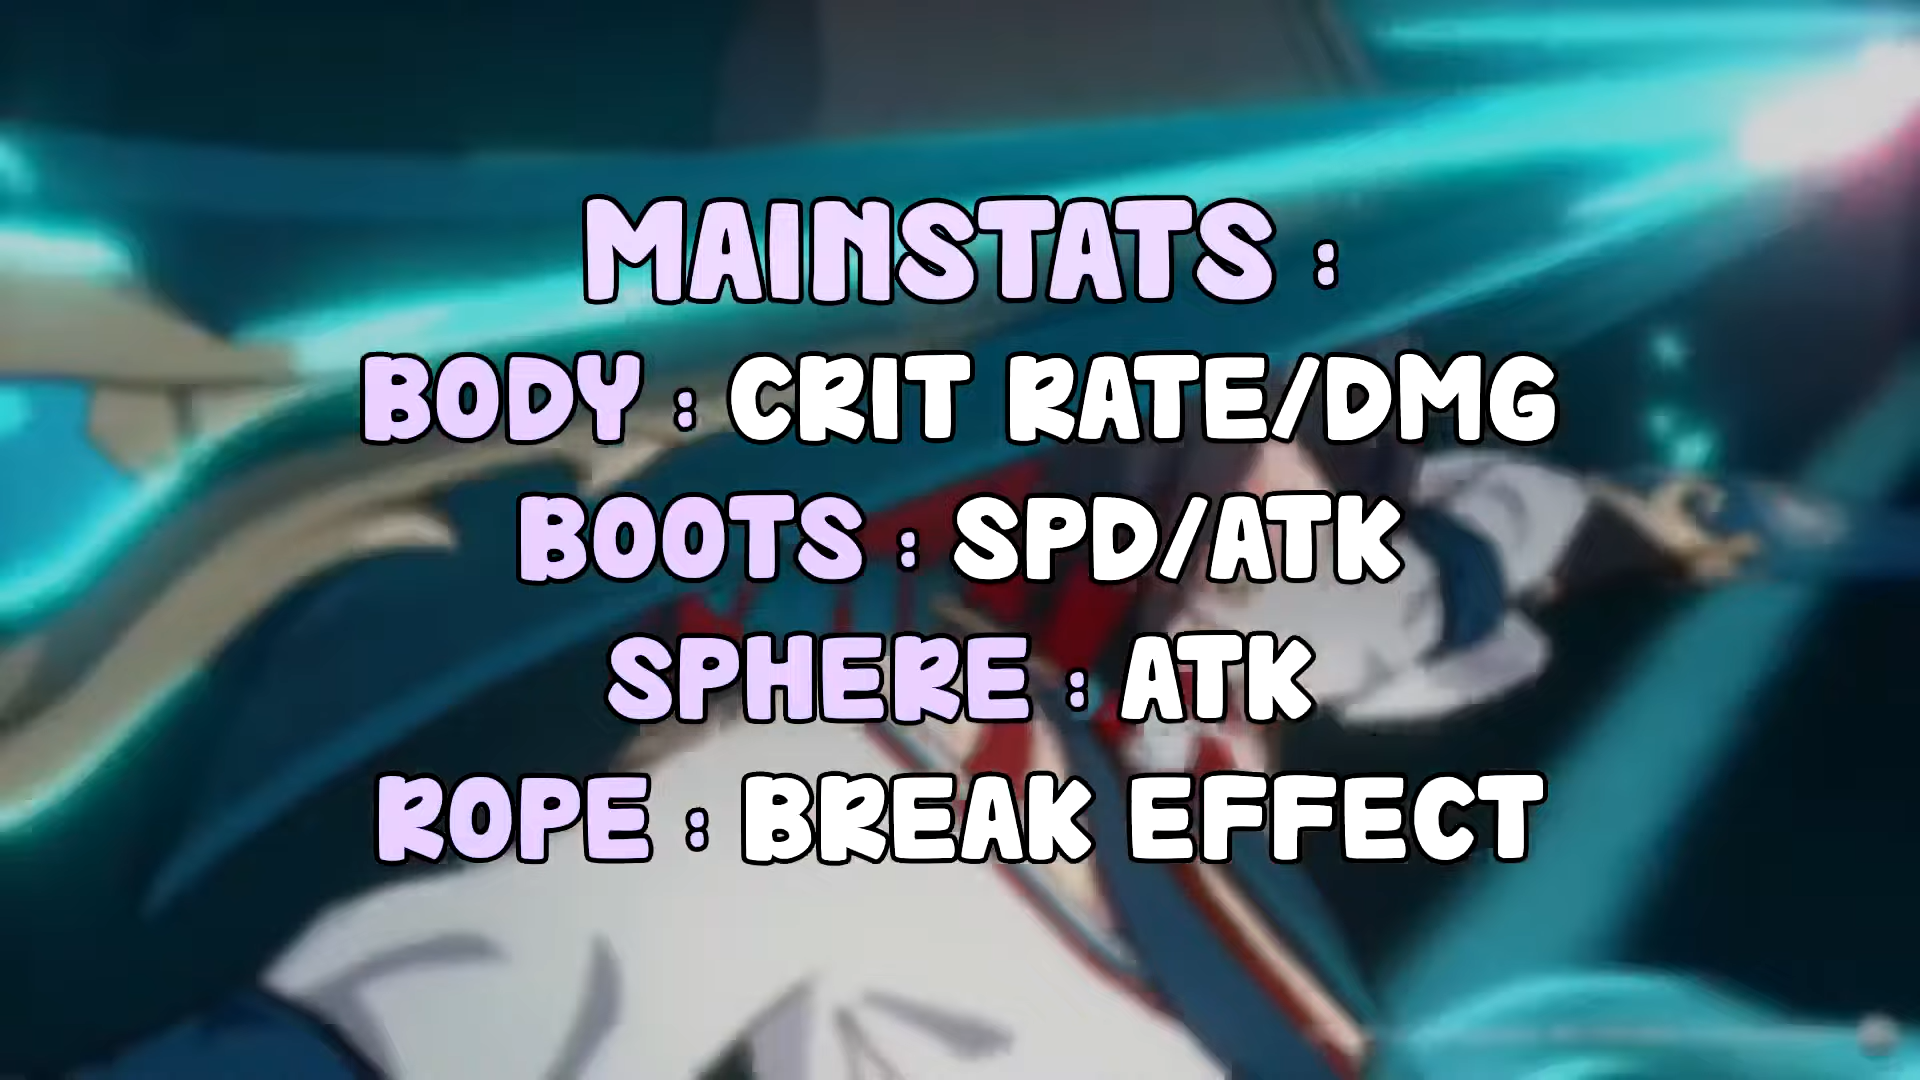 MAINSTATS :
BODY : CRIT RATE/DMG
BOOTS : SPD/ATK
SPHERE : ATK
ROPE : BREAK EFFECT